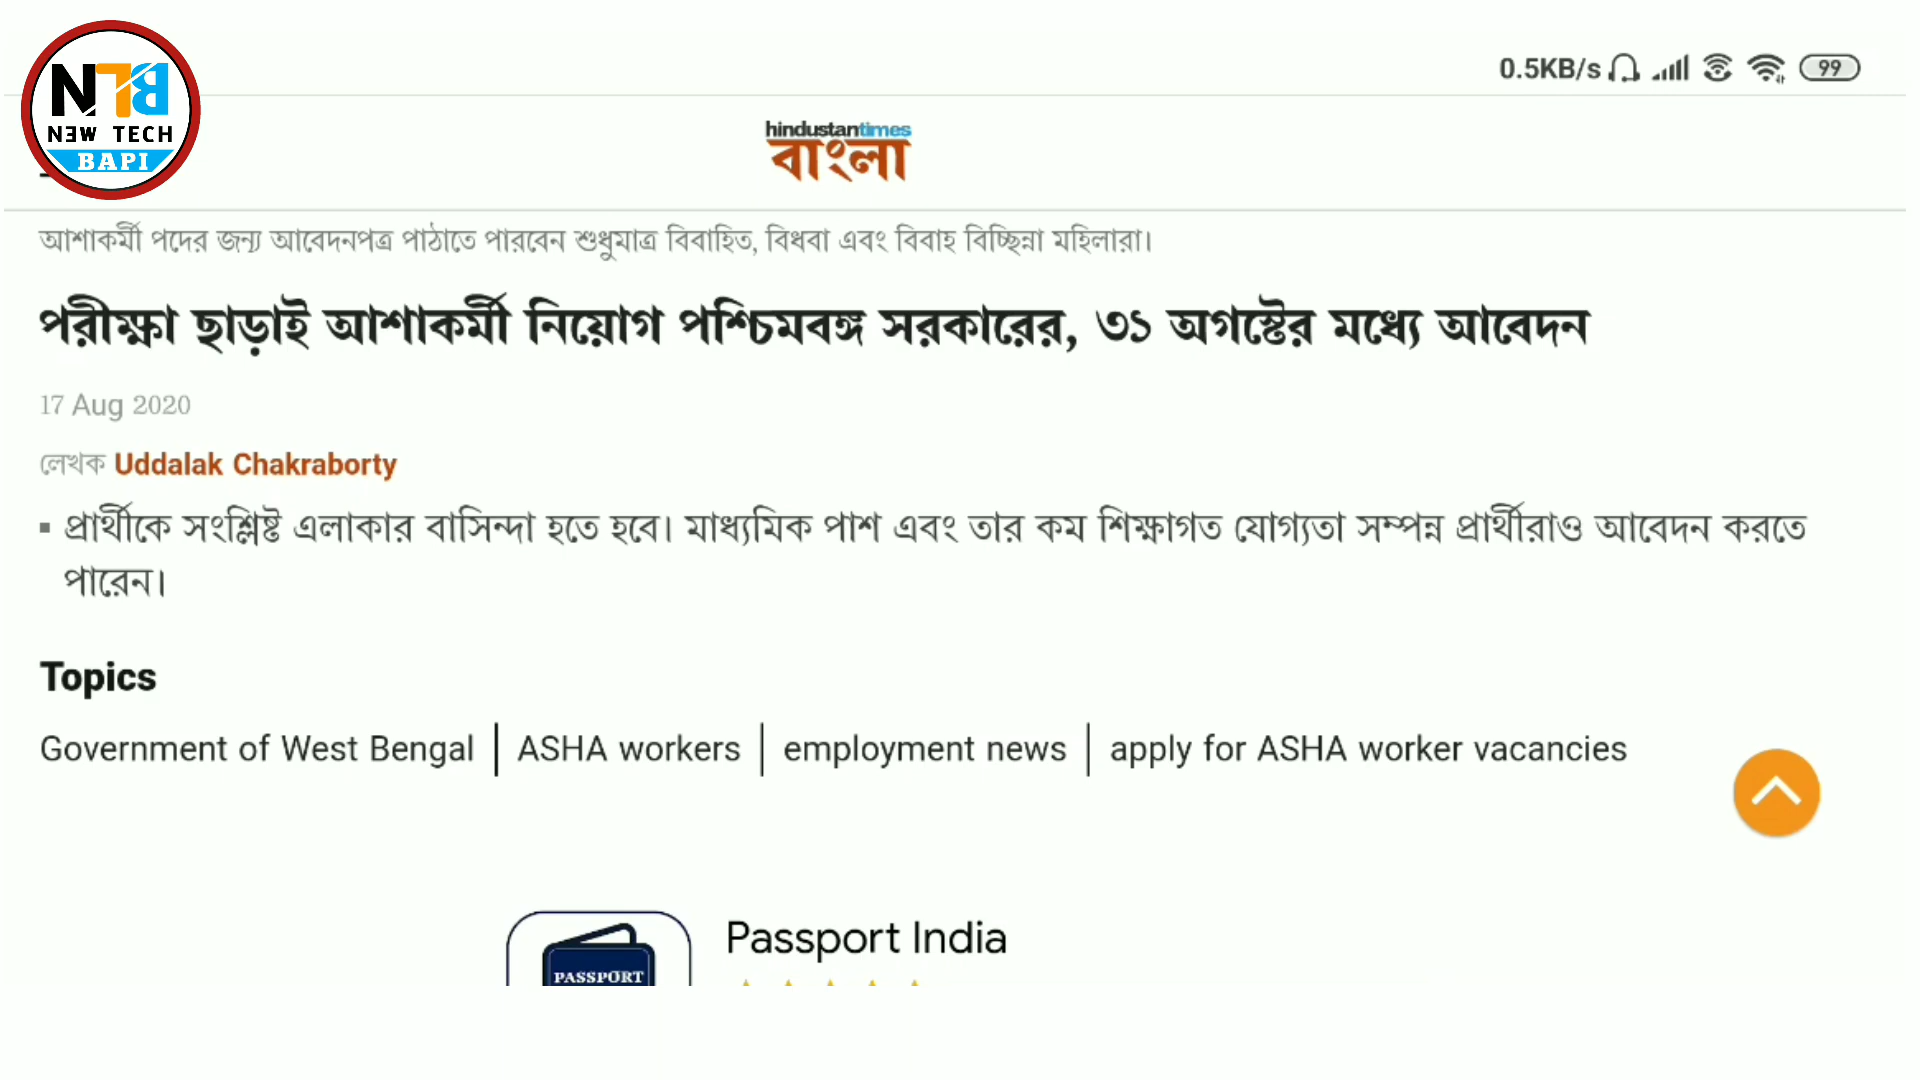 NTB
NEW TECH
BAPI
0.5KB/s
99
hindustantimes
বাংলা
আশাকর্মী পদের জন্য আবেদনপত্র পাঠাতে পারবেন শুধুমাত্র বিবাহিত, বিধবা এবং বিবাহ বিচ্ছিন্না মহিলারা।
পরীক্ষা ছাড়াই আশাকর্মী নিয়োগ পশ্চিমবঙ্গ সরকারের, ৩১ অগস্টের মধ্যে আবেদন
17 Aug 2020
লেখক Uddalak Chakraborty
▪ প্রার্থীকে সংশ্লিষ্ট এলাকার বাসিন্দা হতে হবে। মাধ্যমিক পাশ এবং তার কম শিক্ষাগত যোগ্যতা সম্পন্ন প্রার্থীরাও আবেদন করতে
পারেন।
Topics
Government of West Bengal | ASHA workers | employment news | apply for ASHA worker vacancies
Passport India
PASSPORT